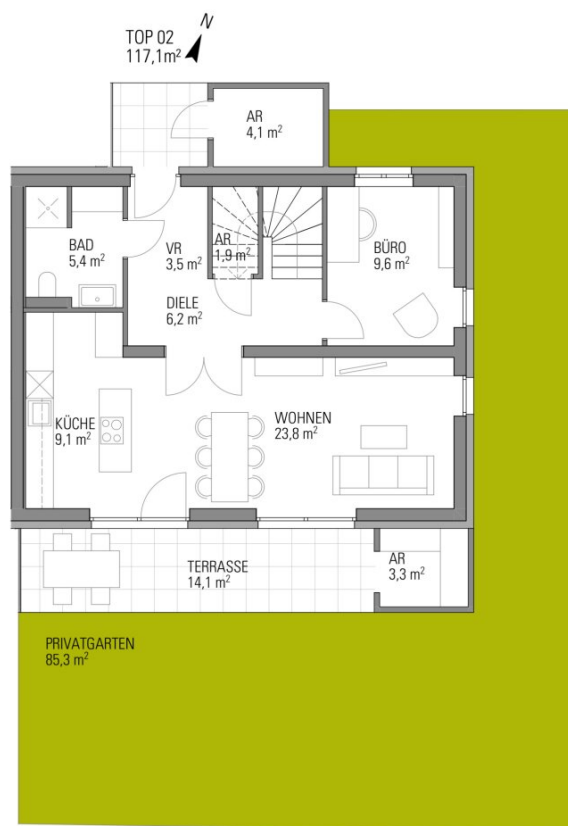 N
TOP 02
117,1m²
AR
4,1 m²
BAD
5,4 m²
VR
3,5 m²
AR
1,9 m²
BÜRO
9,6 m²
DIELE
6,2 m²
KÜCHE
9,1 m²
WOHNEN
23,8 m²
TERRASSE
14,1 m²
AR
3,3 m²
PRIVATGARTEN
85,3 m²